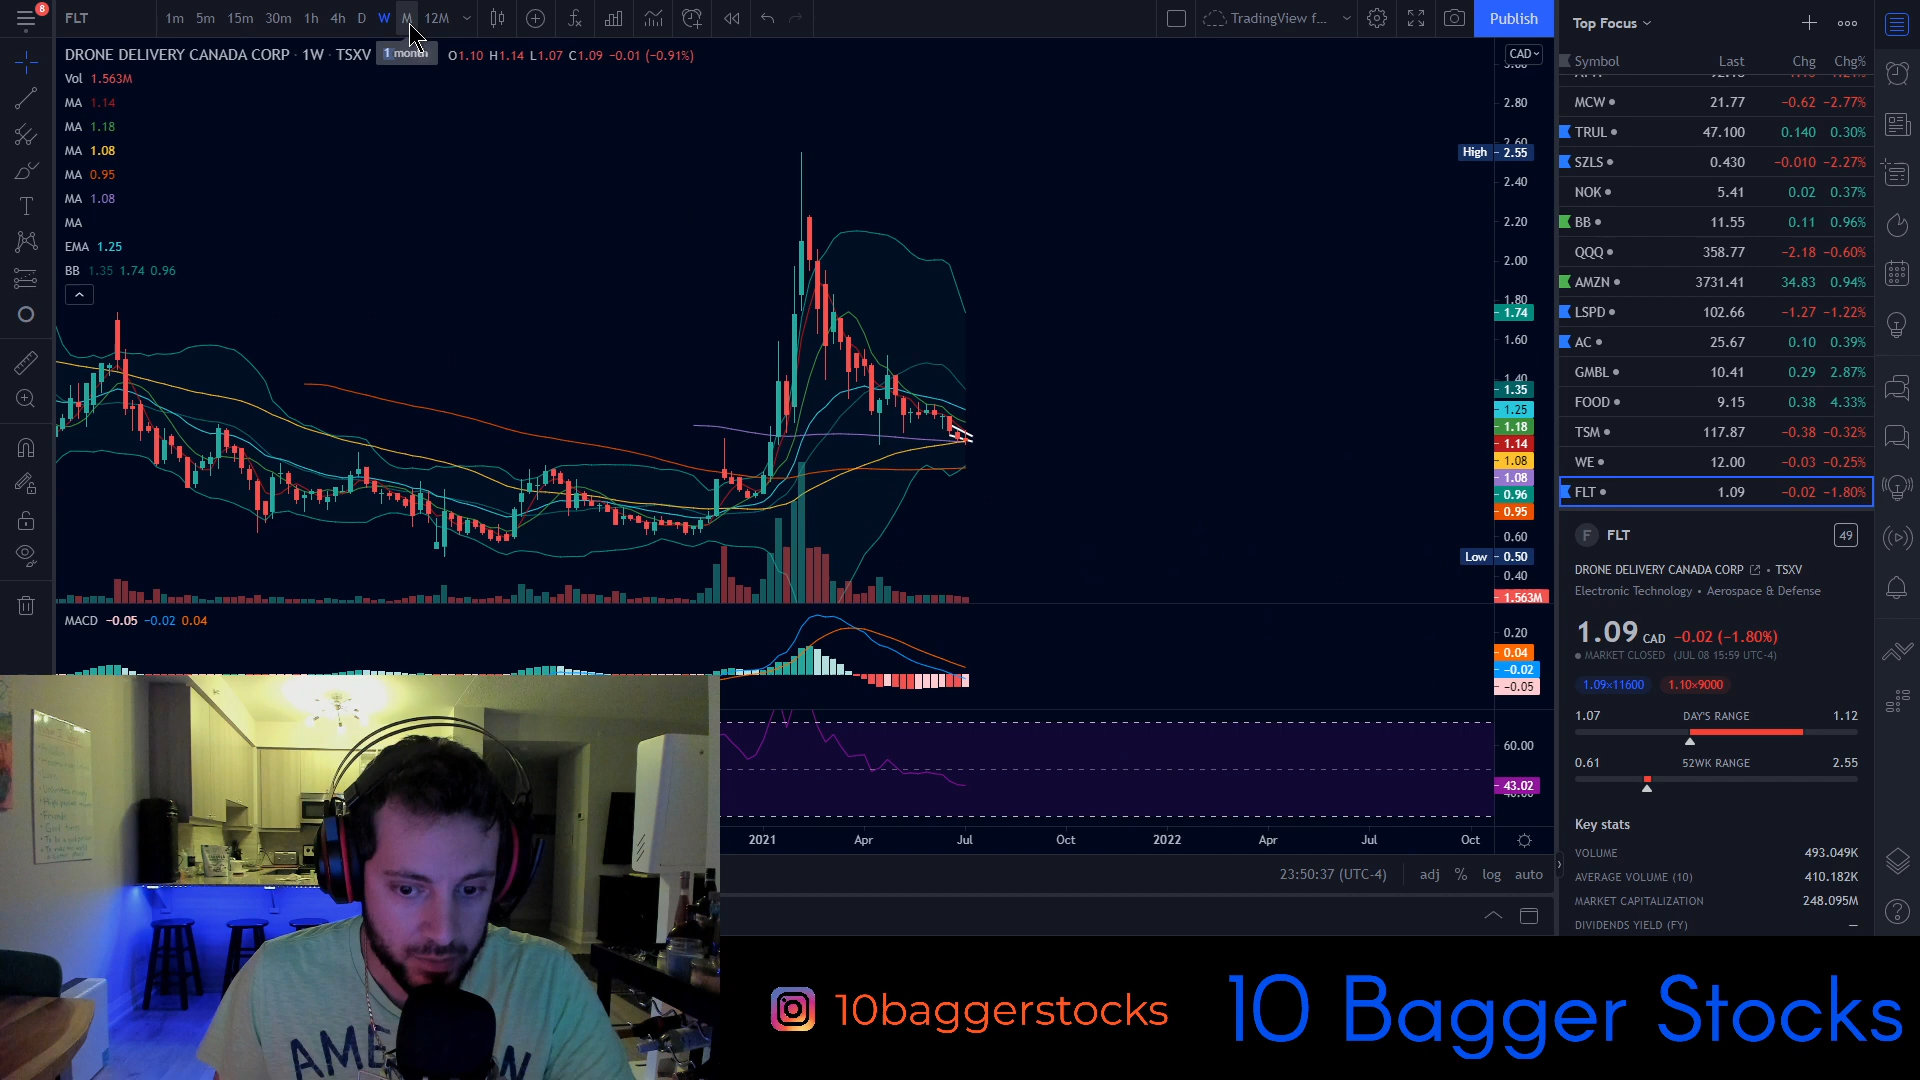 8
FLT 1m 5m 15m 30m 1h 4h D W M 12M TradingView f... Publish
DRONE DELIVERY CANADA CORP · 1W · TSXV O1.10 H1.14 L1.07 C1.09 −0.01 (−0.91%)
1 month
CAD
Vol 1.563M
MA 1.14
MA 1.18
MA 1.08
MA 0.95
MA 1.08
MA
EMA 1.25
BB 1.35 1.74 0.96
2.80
2.60
High 2.55
2.40
2.20
2.00
1.80
1.74
1.60
1.40
1.35
1.25
1.18
1.14
1.08
1.08
0.96
0.95
0.60
Low 0.50
0.40
1.563M
MACD −0.05 −0.02 0.04
0.20
0.04
−0.02
−0.05
60.00
43.02
2021 Apr Jul Oct 2022 Apr Jul Oct
23:50:37 (UTC-4) adj % log auto
Top Focus
Symbol Last Chg Chg%
MCW 21.77 −0.62 −2.77%
TRUL 47.100 0.140 0.30%
SZLS 0.430 −0.010 −2.27%
NOK 5.41 0.02 0.37%
BB 11.55 0.11 0.96%
QQQ 358.77 −2.18 −0.60%
AMZN 3731.41 34.83 0.94%
LSPD 102.66 −1.27 −1.22%
AC 25.67 0.10 0.39%
GMBL 10.41 0.29 2.87%
FOOD 9.15 0.38 4.33%
TSM 117.87 −0.38 −0.32%
WE 12.00 −0.03 −0.25%
FLT 1.09 −0.02 −1.80%
F FLT 49
DRONE DELIVERY CANADA CORP • TSXV
Electronic Technology • Aerospace & Defense
1.09 CAD −0.02 (−1.80%)
MARKET CLOSED (JUL 08 15:59 UTC-4)
1.09×11600 1.10×9000
1.07 DAY'S RANGE 1.12
0.61 52WK RANGE 2.55
Key stats
VOLUME 493.049K
AVERAGE VOLUME (10) 410.182K
MARKET CAPITALIZATION 248.095M
DIVIDENDS YIELD (FY) —
10baggerstocks
10 Bagger Stocks